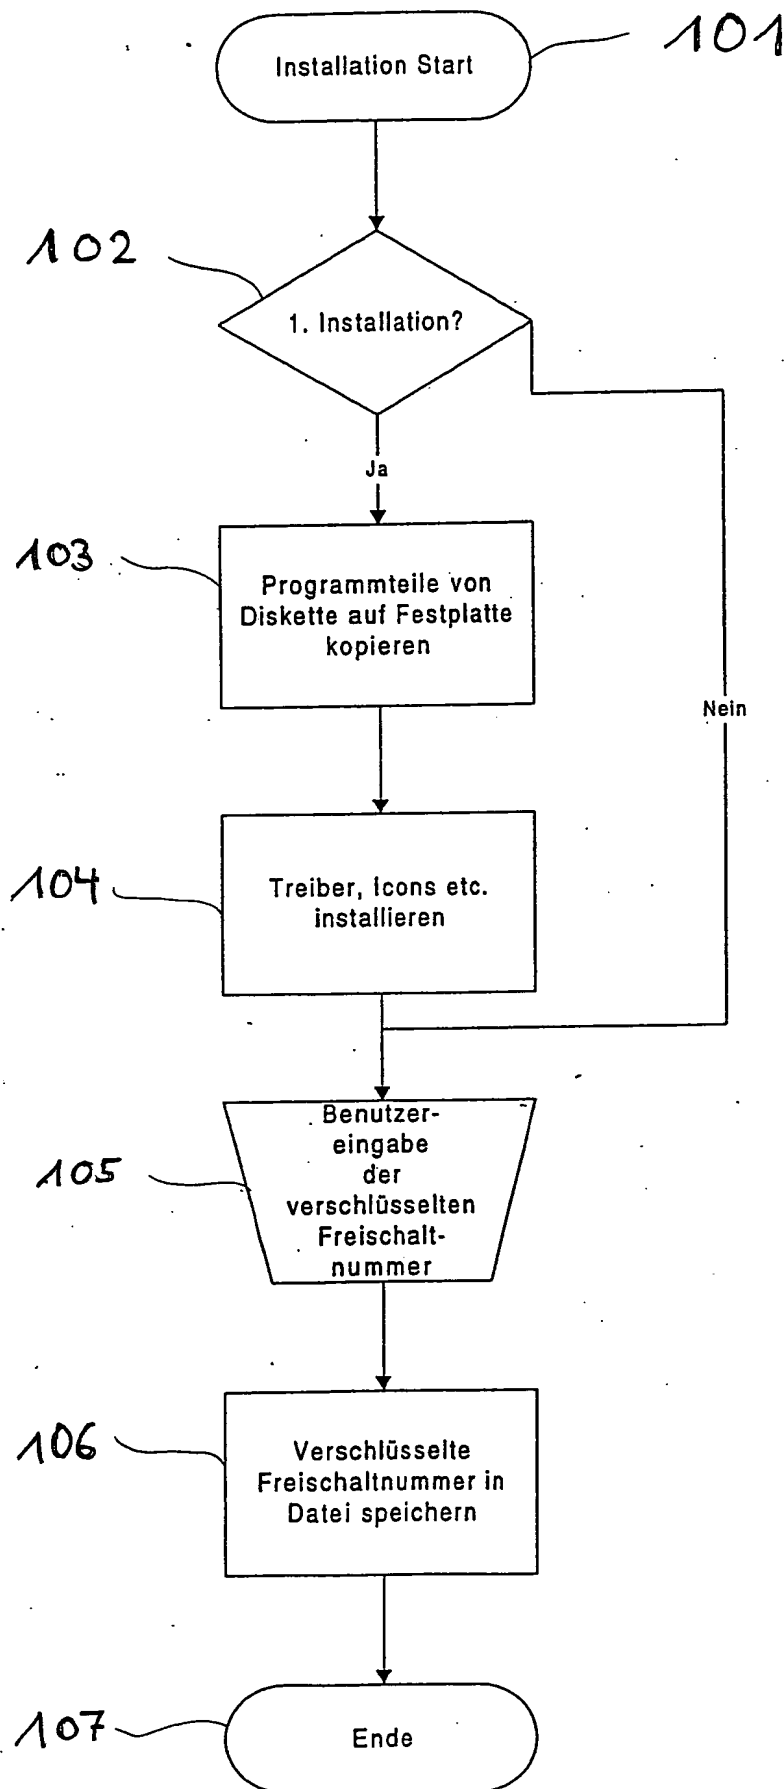 Installation Start
101
102
1. Installation?
Ja
103
Programmteile von
Diskette auf Festplatte
kopieren
Nein
104
Treiber, Icons etc.
installieren
105
Benutzer-
eingabe
der
verschlüsselten
Freischalt-
nummer
106
Verschlüsselte
Freischaltnummer in
Datei speichern
107
Ende